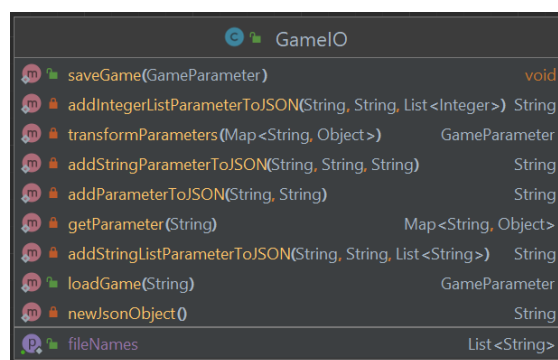 GameIO
saveGame(GameParameter) void
addIntegerListParameterToJSON(String, String, List<Integer>) String
transformParameters(Map<String, Object>) GameParameter
addStringParameterToJSON(String, String, String) String
addParameterToJSON(String, String) String
getParameter(String) Map<String, Object>
addStringListParameterToJSON(String, String, List<String>) String
loadGame(String) GameParameter
newJsonObject() String
fileNames List<String>